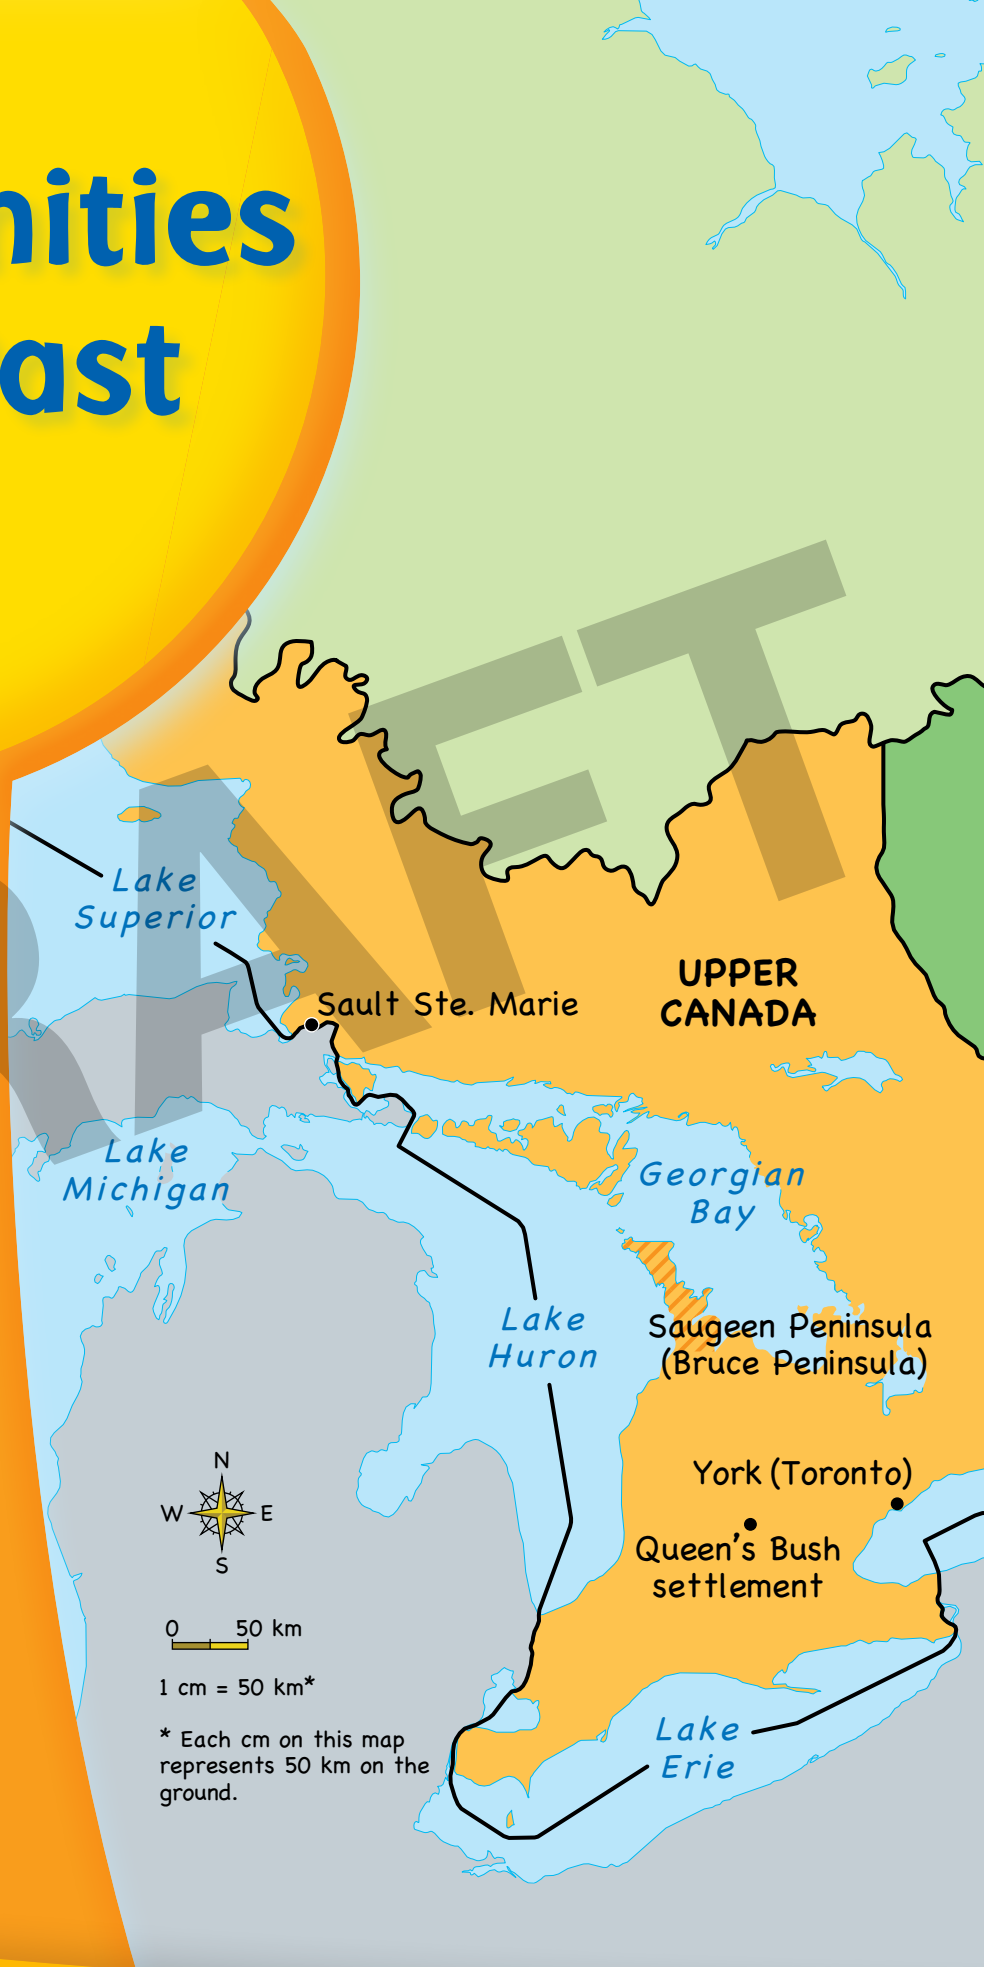 nities
ast
DRAFT
Lake
Superior
Sault Ste. Marie
UPPER
CANADA
Lake
Michigan
Georgian
Bay
Lake
Huron
Saugeen Peninsula
(Bruce Peninsula)
York (Toronto)
Queen's Bush
settlement
N
W E
S
0 50 km
1 cm = 50 km*
* Each cm on this map
represents 50 km on the
ground.
Lake
Erie